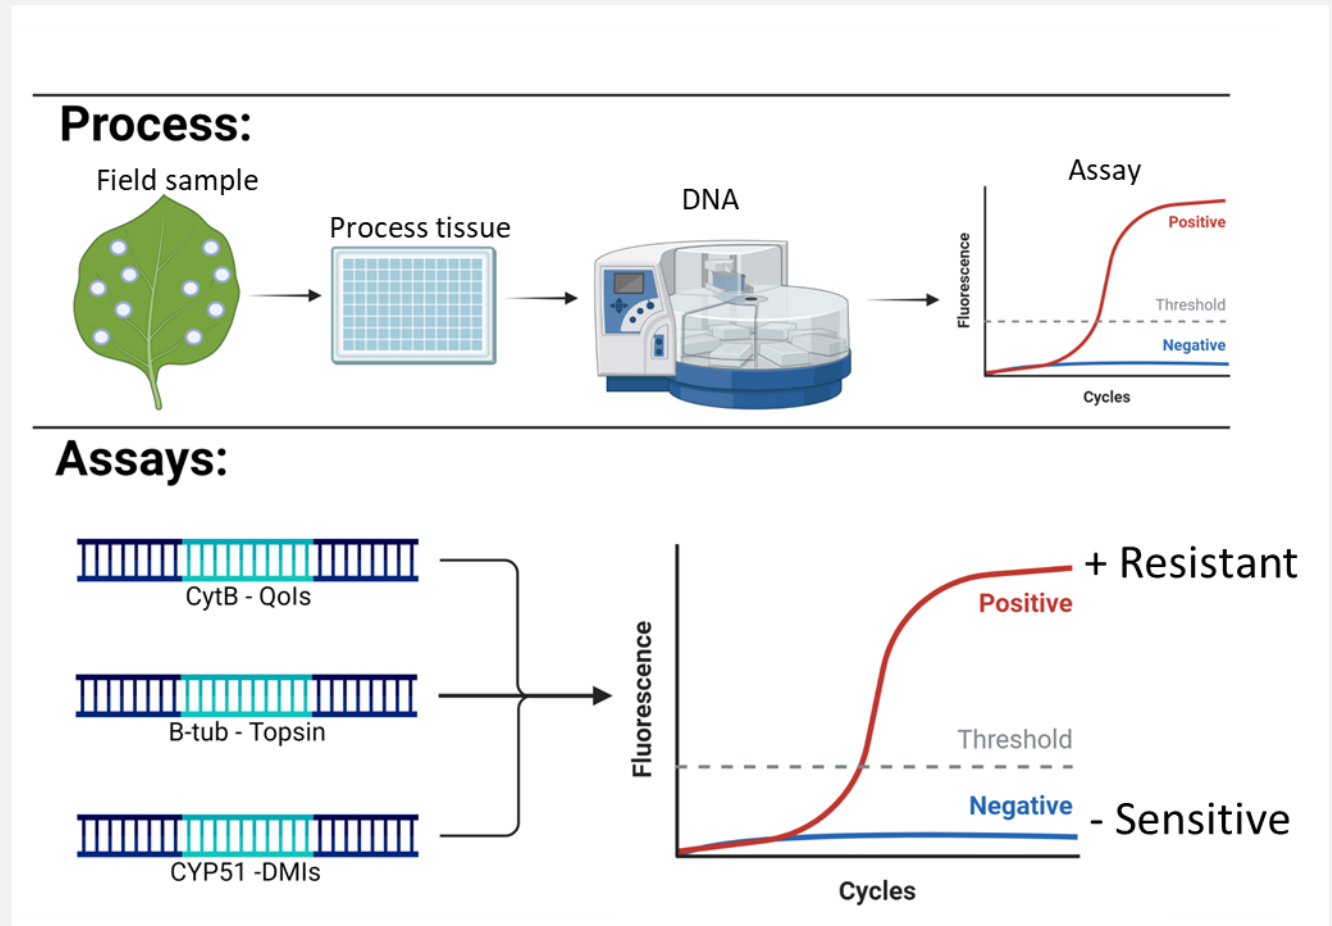 Process:
Field sample
Process tissue
DNA
Assay
Fluorescence
Positive
Threshold
Negative
Cycles
Assays:
CytB - QoIs
B-tub - Topsin
CYP51 -DMIs
Fluorescence
+ Resistant
Positive
Threshold
Negative
- Sensitive
Cycles